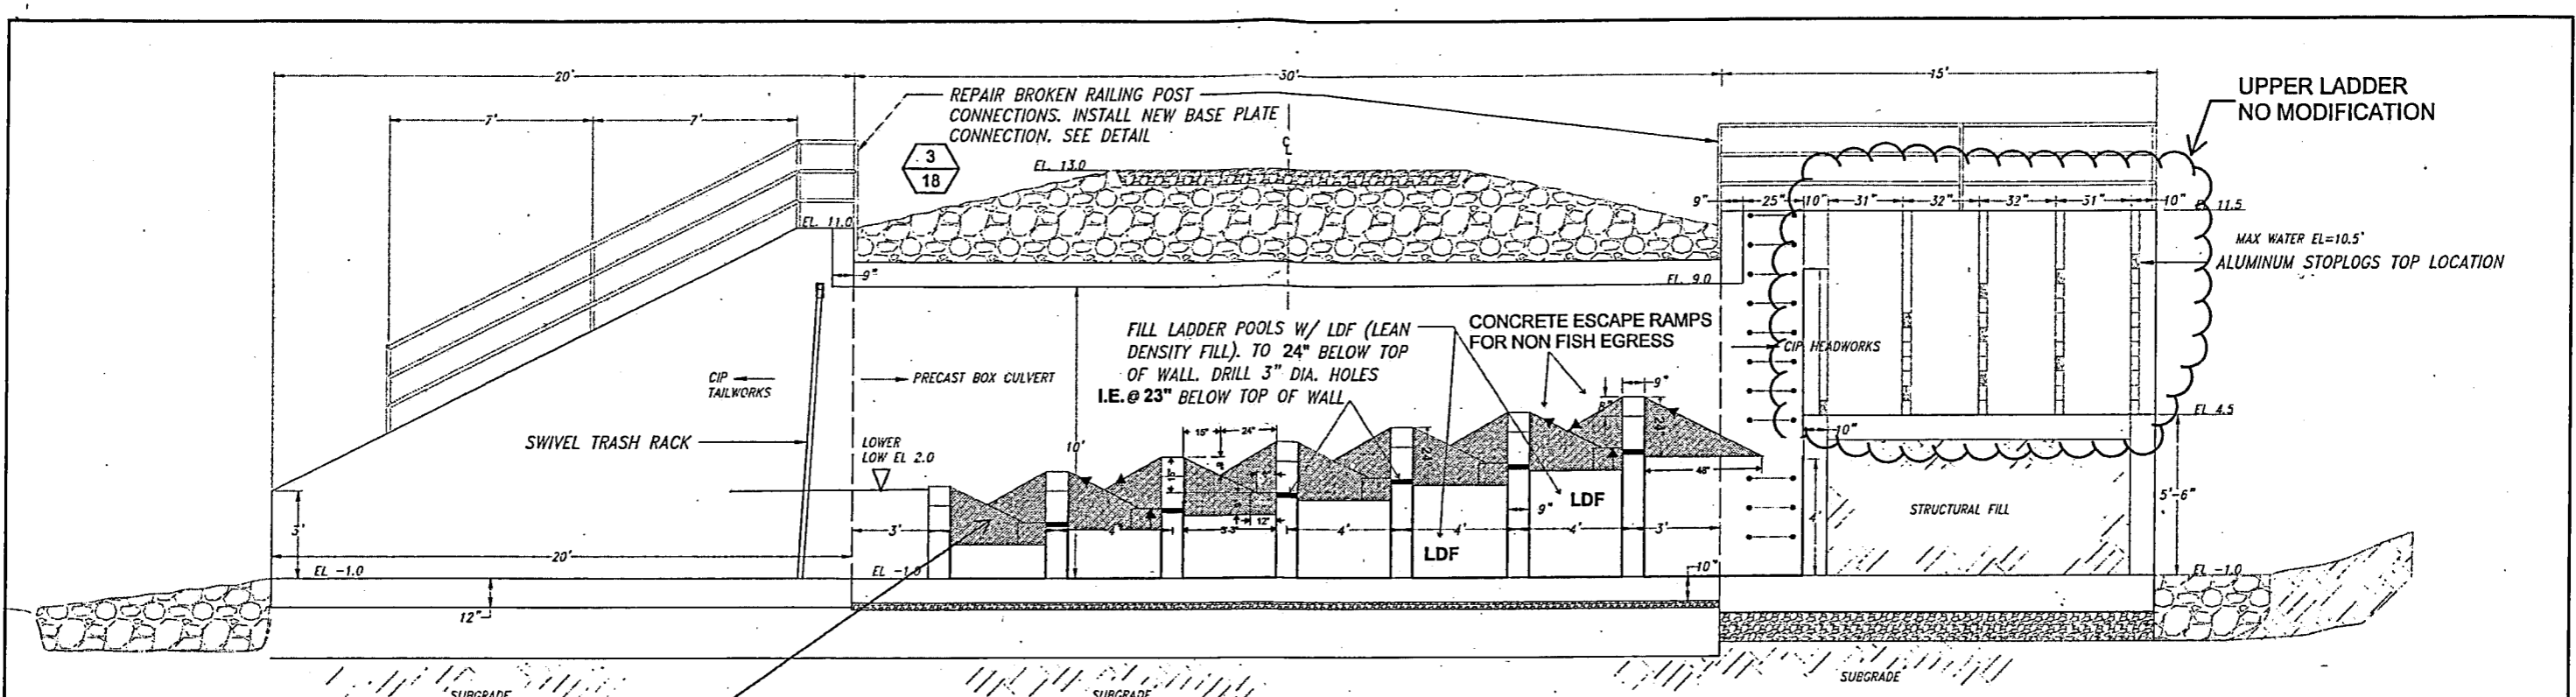 20'
30'
15'
UPPER LADDER
NO MODIFICATION
REPAIR BROKEN RAILING POST
CONNECTIONS. INSTALL NEW BASE PLATE
CONNECTION. SEE DETAIL
7'
7'
3
18
EL. 13.0
9"
25"
10"
31"
32"
32"
31"
10"
EL 11.5
EL. 11.0
MAX WATER EL=10.5'
ALUMINUM STOPLOGS TOP LOCATION
9"
EL. 9.0
FILL LADDER POOLS W/ LDF (LEAN
DENSITY FILL). TO 24" BELOW TOP
OF WALL. DRILL 3" DIA. HOLES
I.E.@ 23" BELOW TOP OF WALL
CONCRETE ESCAPE RAMPS
FOR NON FISH EGRESS
CIP HEADWORKS
CIP
TAILWORKS
PRECAST BOX CULVERT
9"
8"
24"
EL 4.5
10"
SWIVEL TRASH RACK
LOWER
LOW EL 2.0
10'
15"
24"
24"
48"
12"
LDF
9"
LDF
STRUCTURAL FILL
5'-6"
4'
3'
3'
4'
4'
4'
4'
3'
20'
EL -1.0
EL -1.0
EL -1.0
10"
12"
SUBGRADE
SUBGRADE
SUBGRADE